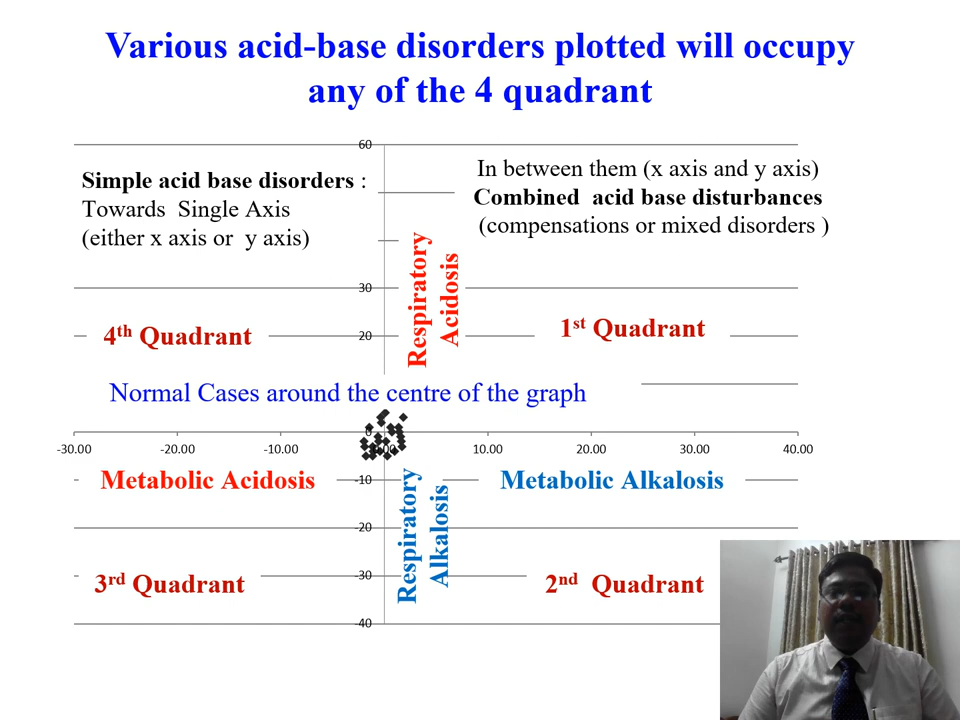 Various acid-base disorders plotted will occupy
any of the 4 quadrant
60
Simple acid base disorders :
Towards Single Axis
(either x axis or y axis)
In between them (x axis and y axis)
Combined acid base disturbances
(compensations or mixed disorders )
Respiratory
Acidosis
30
4th Quadrant
20
1st Quadrant
Normal Cases around the centre of the graph
0
-30.00
-20.00
-10.00
10.00
20.00
30.00
40.00
Metabolic Acidosis
-10
Metabolic Alkalosis
Respiratory
Alkalosis
-20
3rd Quadrant
-30
2nd Quadrant
-40